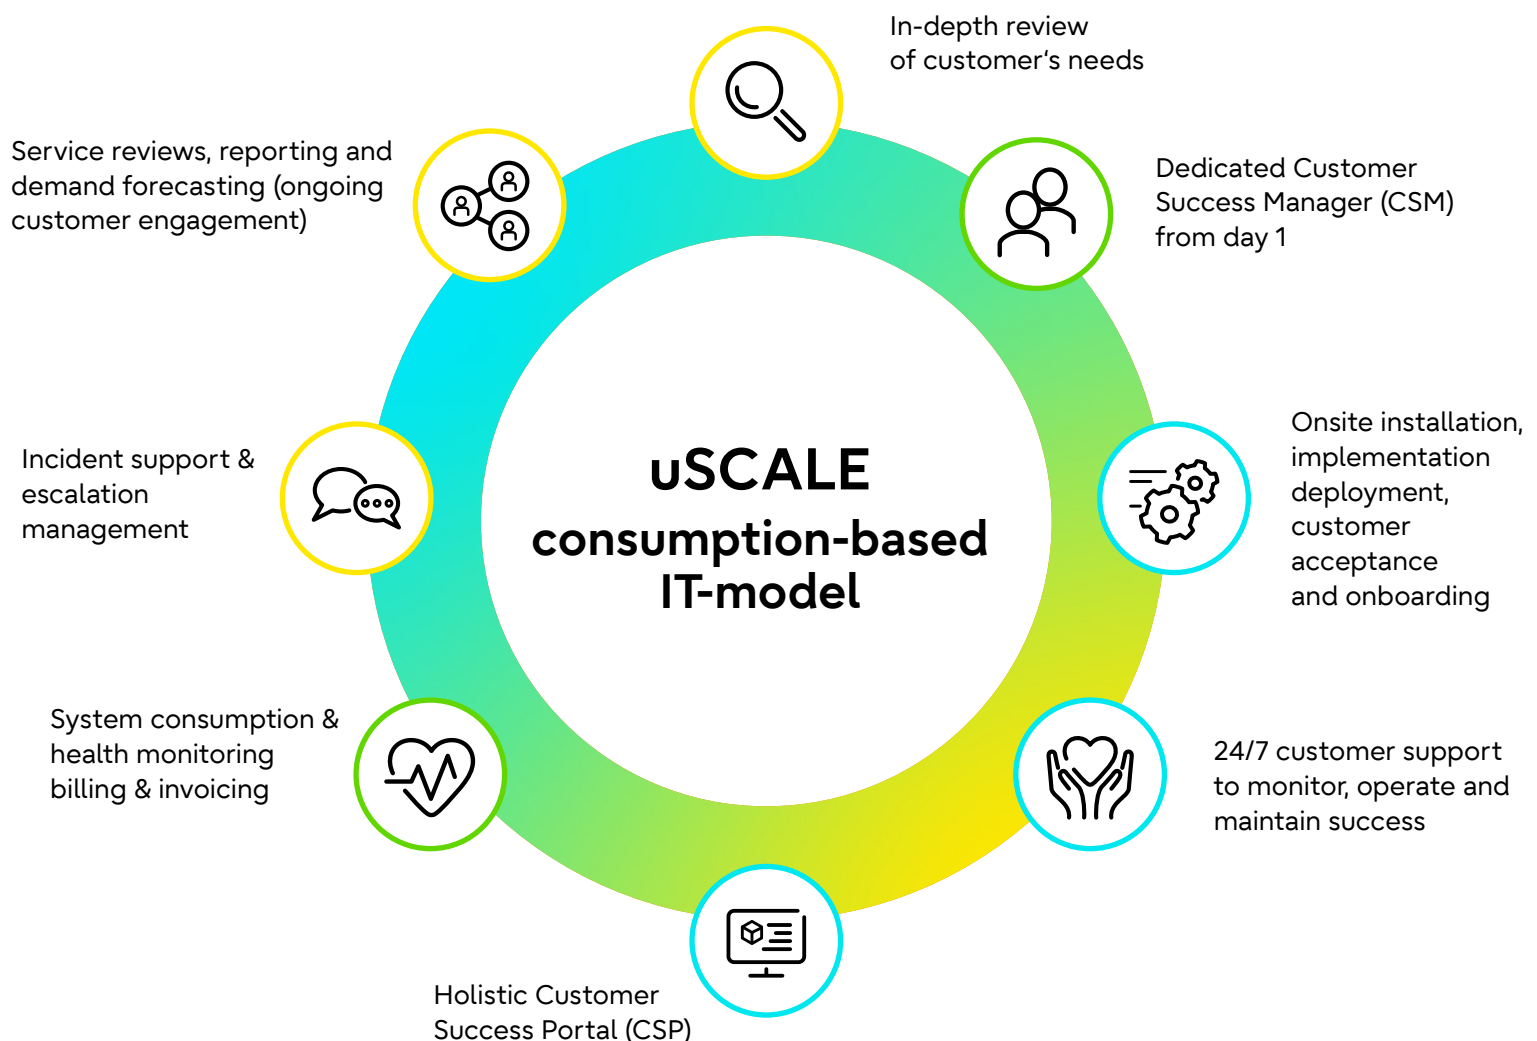 In-depth review
of customer‘s needs
Dedicated Customer
Success Manager (CSM)
from day 1
Onsite installation,
implementation
deployment,
customer
acceptance
and onboarding
24/7 customer support
to monitor, operate and
maintain success
Holistic Customer
Success Portal (CSP)
System consumption &
health monitoring
billing & invoicing
Incident support &
escalation
management
Service reviews, reporting and
demand forecasting (ongoing
customer engagement)
uSCALE
consumption-based
IT-model